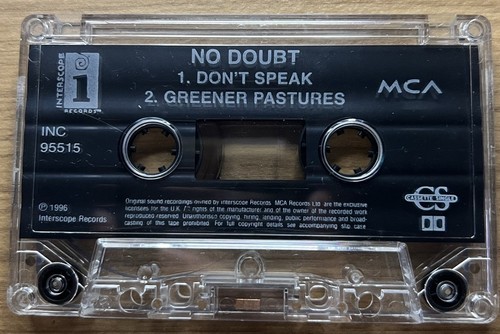 NO DOUBT
1. DON'T SPEAK
2. GREENER PASTURES
INTERSCOPE
RECORDS
MCA
INC
95515
℗ 1996
Interscope Records
Original sound recordings owned by Interscope Records. MCA Records Ltd. are the exclusive
licensees for the U.K. rights of the manufacturer and of the owner of the recorded work
reproduced reserved. Unauthorised copying, hiring, lending, public performance and broad-
casting of this tape prohibited. For full copyright details see accompanying slip case
CS
CASSETTE SINGLE